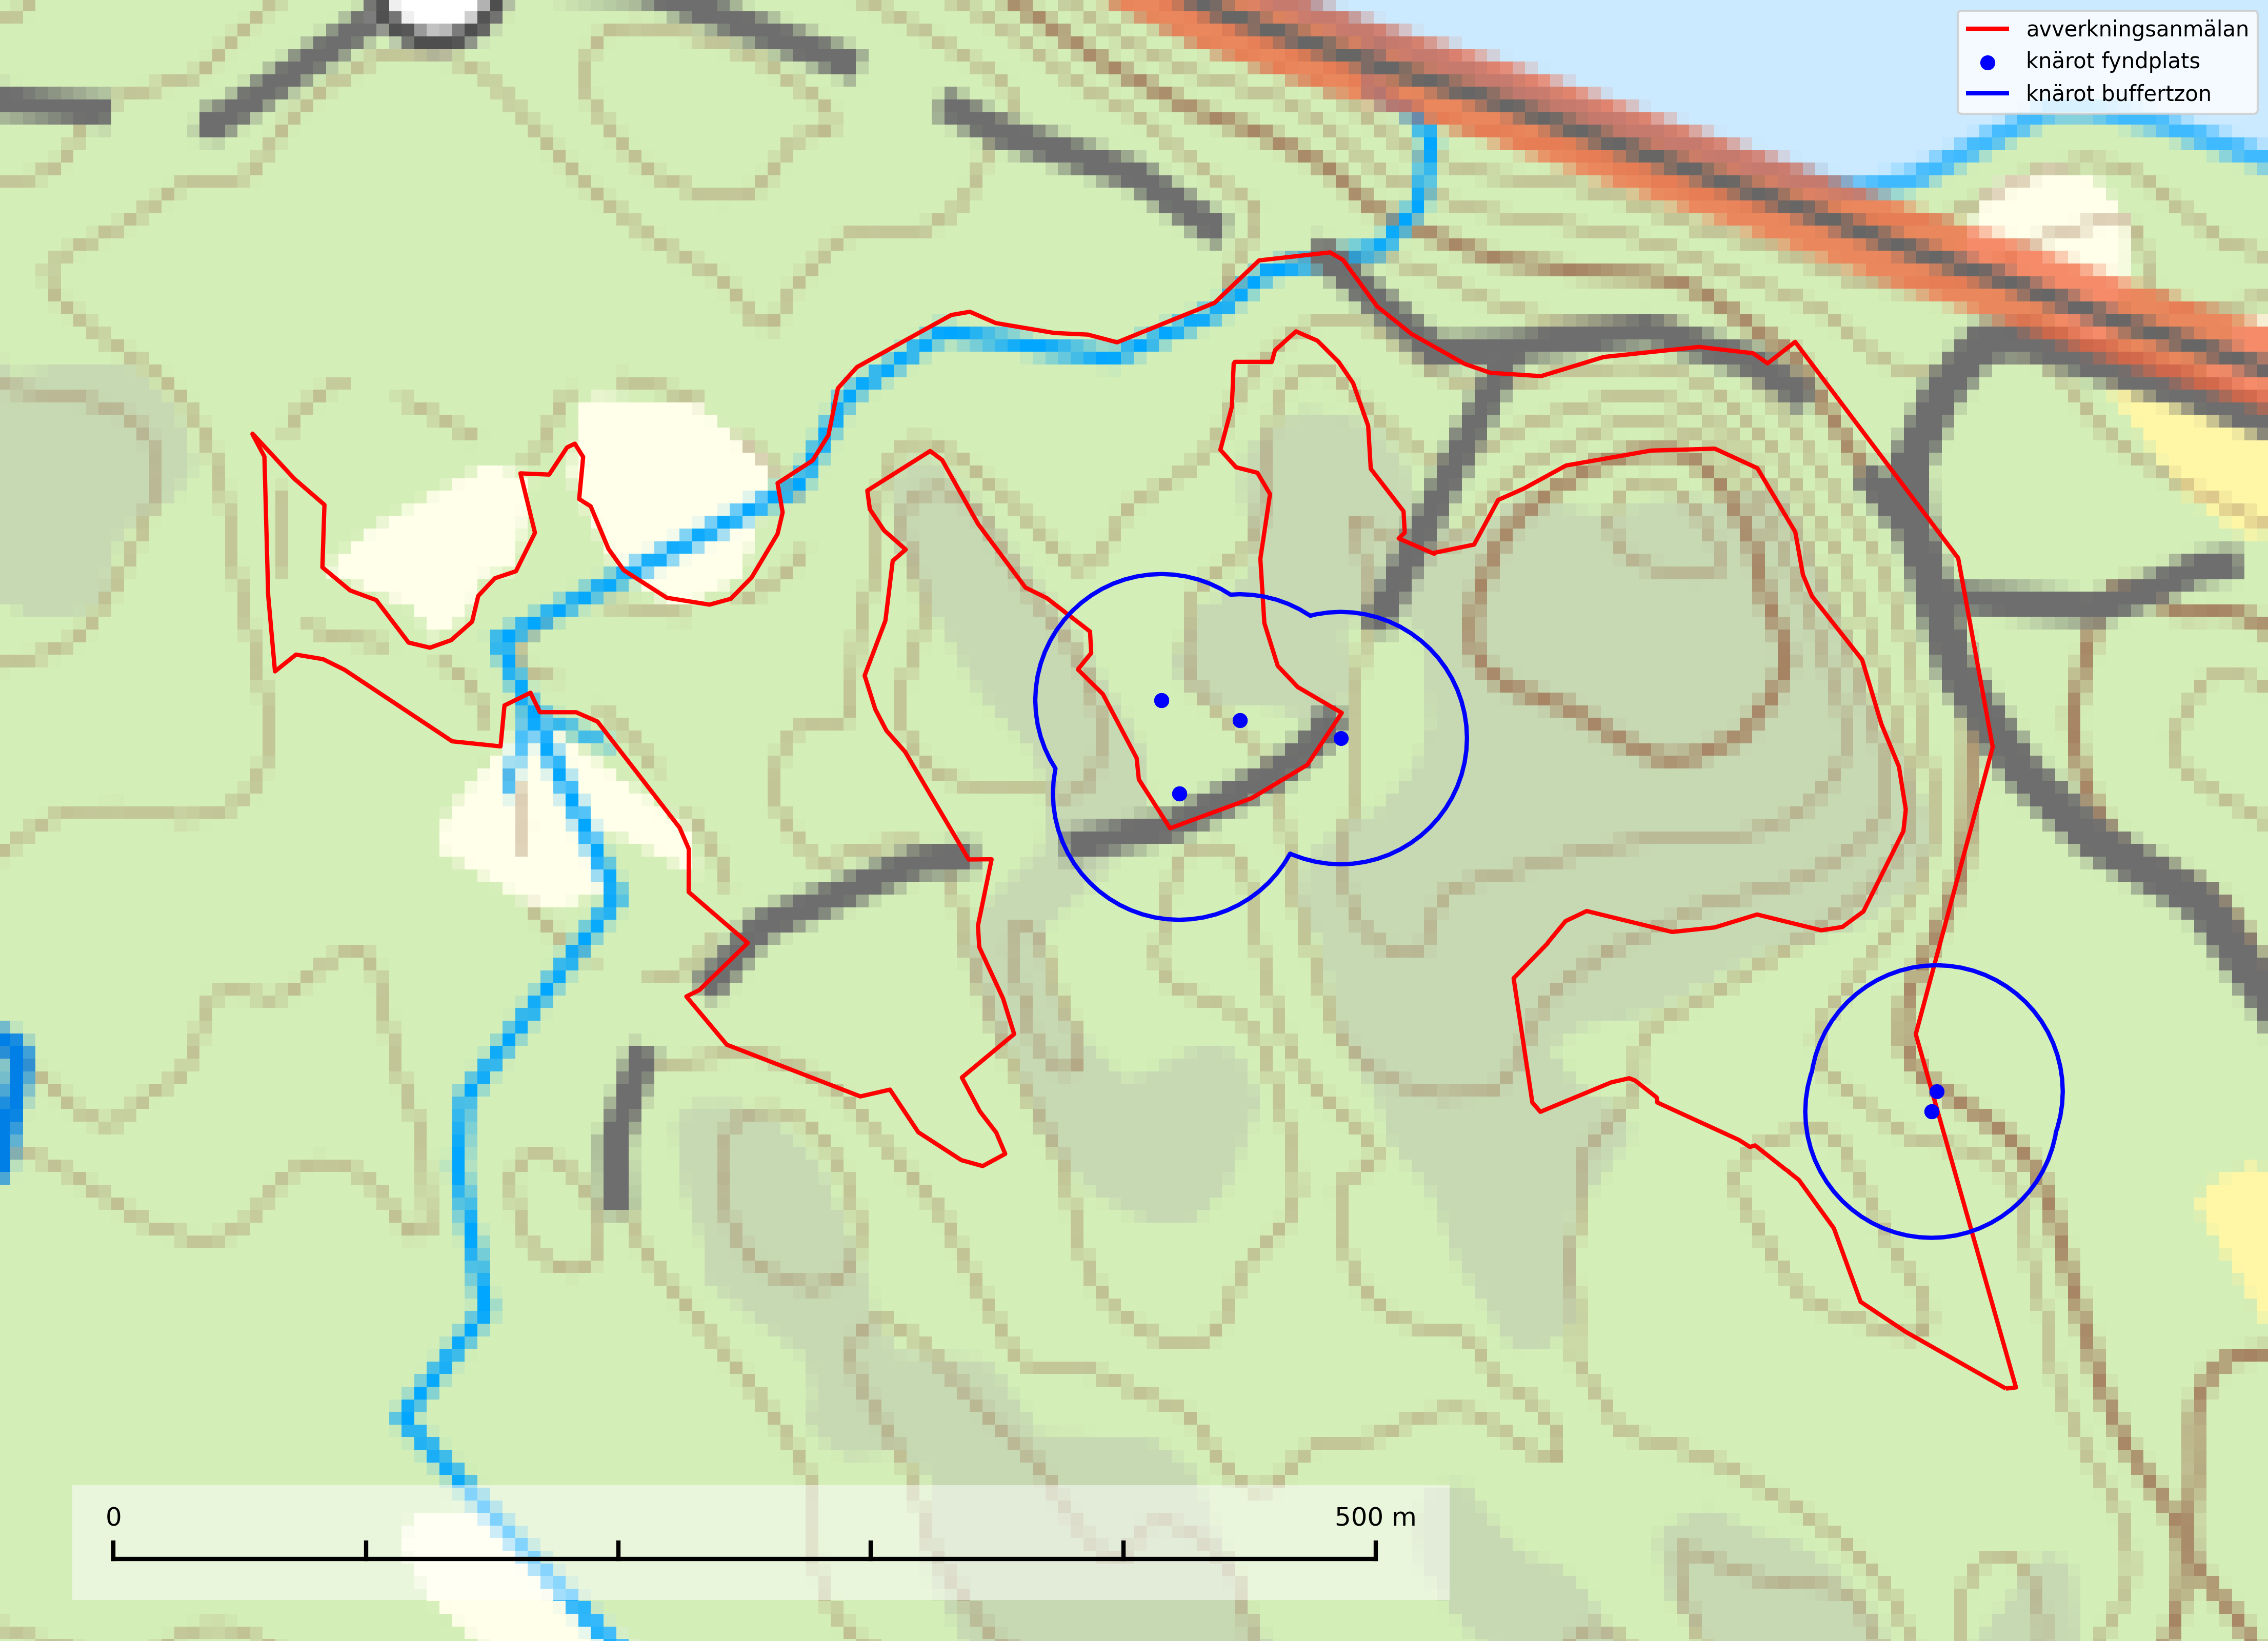 avverkningsanmälan
knärot fyndplats
knärot buffertzon
0 500 m